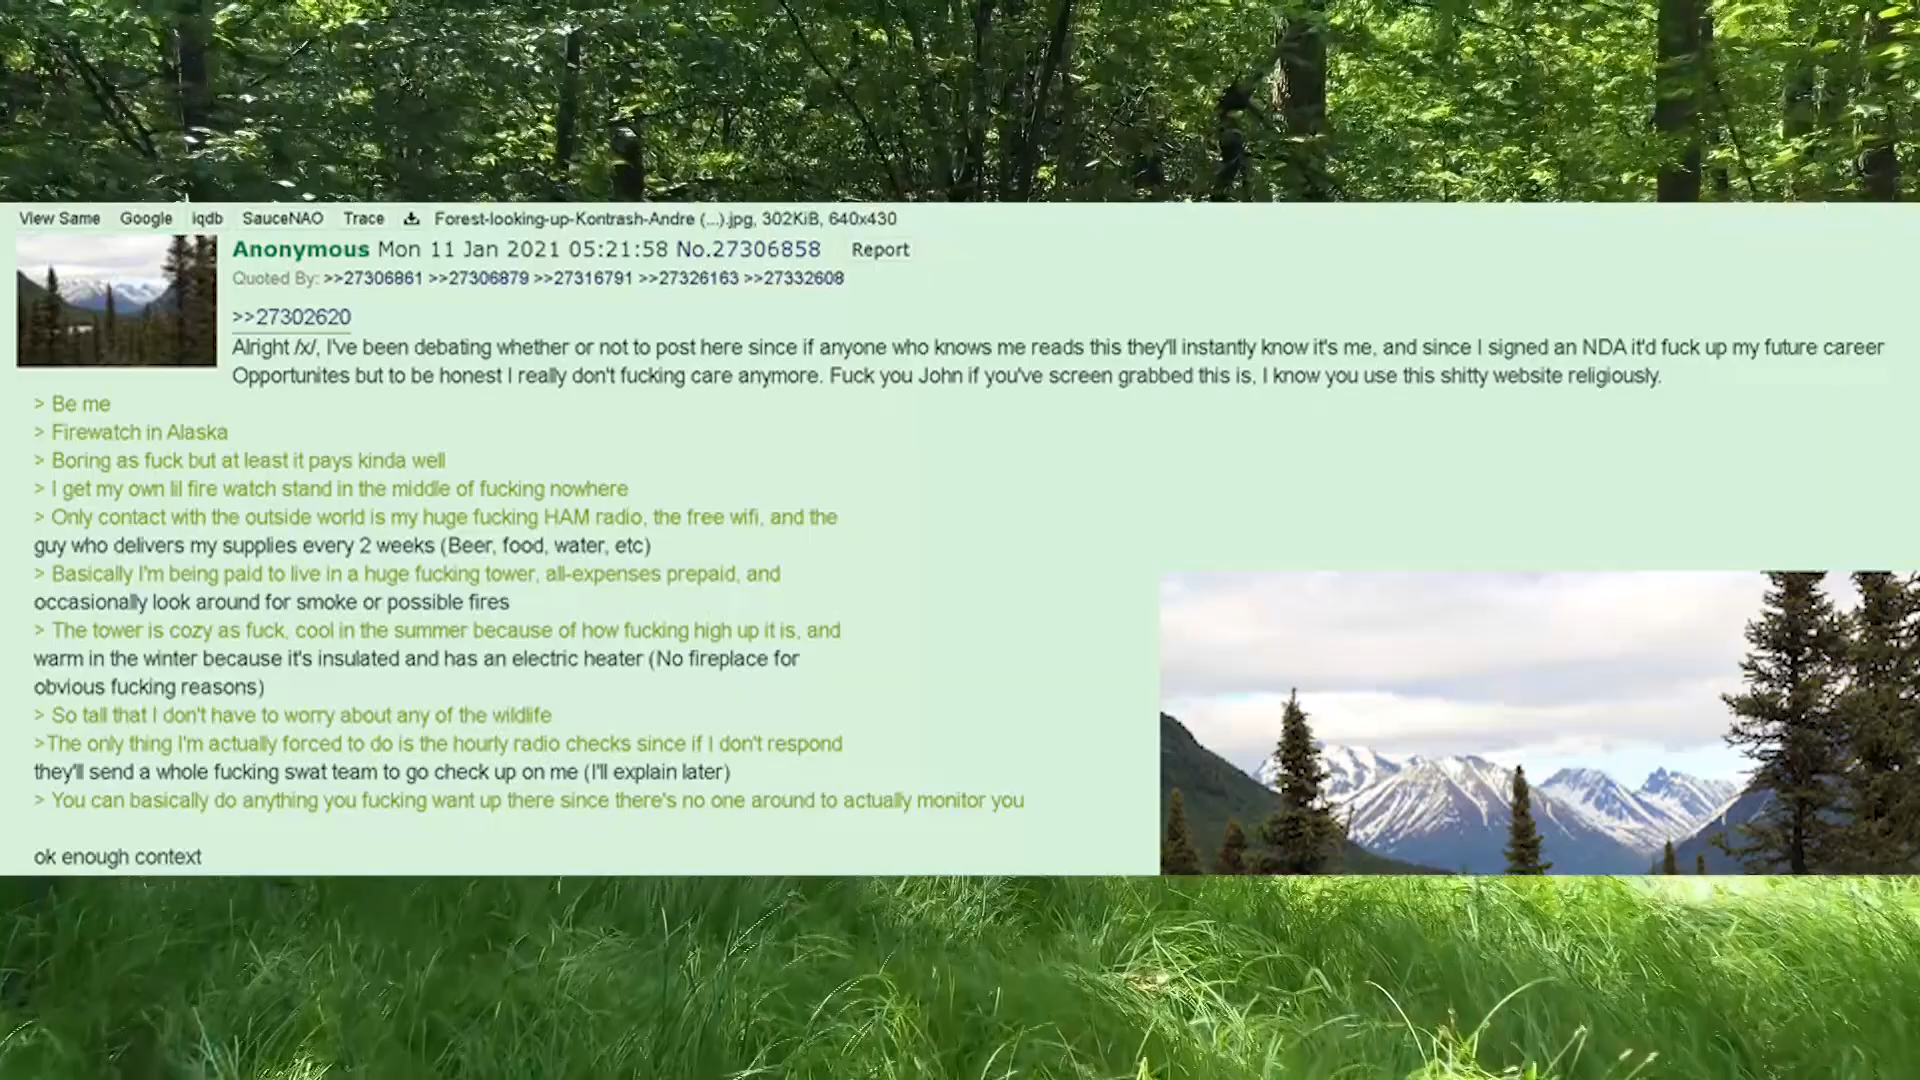 View Same Google iqdb SauceNAO Trace Forest-looking-up-Kontrash-Andre (...).jpg, 302KiB, 640x430
Anonymous Mon 11 Jan 2021 05:21:58 No.27306858 Report
Quoted By: >>27306861 >>27306879 >>27316791 >>27326163 >>27332608
>>27302620
Alright /x/, I've been debating whether or not to post here since if anyone who knows me reads this they'll instantly know it's me, and since I signed an NDA it'd fuck up my future career
Opportunites but to be honest I really don't fucking care anymore. Fuck you John if you've screen grabbed this is, I know you use this shitty website religiously.
> Be me
> Firewatch in Alaska
> Boring as fuck but at least it pays kinda well
> I get my own lil fire watch stand in the middle of fucking nowhere
> Only contact with the outside world is my huge fucking HAM radio, the free wifi, and the
guy who delivers my supplies every 2 weeks (Beer, food, water, etc)
> Basically I'm being paid to live in a huge fucking tower, all-expenses prepaid, and
occasionally look around for smoke or possible fires
> The tower is cozy as fuck, cool in the summer because of how fucking high up it is, and
warm in the winter because it's insulated and has an electric heater (No fireplace for
obvious fucking reasons)
> So tall that I don't have to worry about any of the wildlife
>The only thing I'm actually forced to do is the hourly radio checks since if I don't respond
they'll send a whole fucking swat team to go check up on me (I'll explain later)
> You can basically do anything you fucking want up there since there's no one around to actually monitor you
ok enough context